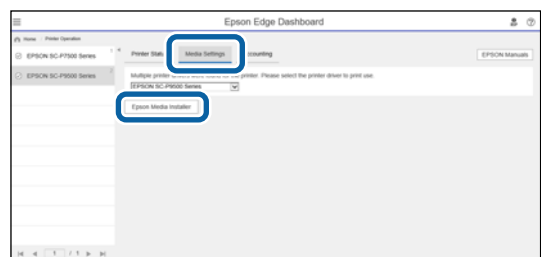 Epson Edge Dashboard
Home Printer Operation
EPSON SC-P7500 Series
EPSON SC-P9500 Series
Printer Status Media Settings Accounting
EPSON Manuals
Multiple printer drivers were found for the printer. Please select the printer driver to print use.
EPSON SC-P9500 Series
Epson Media Installer
1 / 1